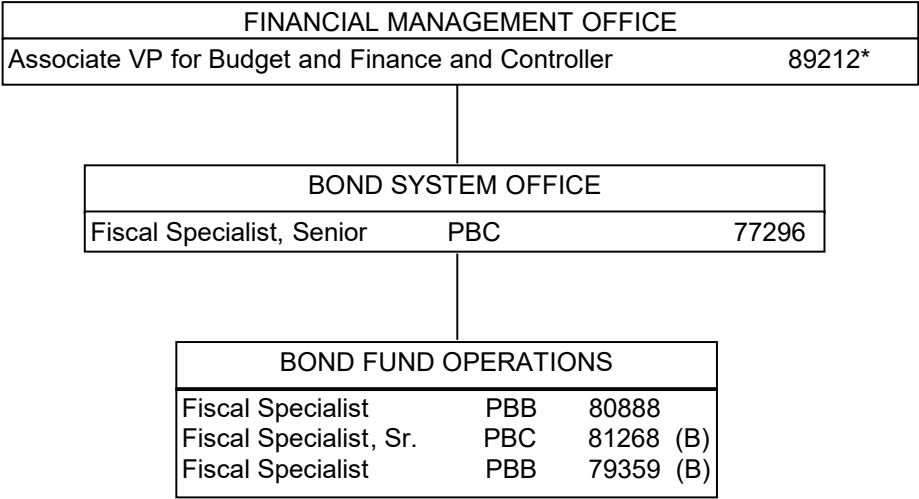 FINANCIAL MANAGEMENT OFFICE
Associate VP for Budget and Finance and Controller 89212*
BOND SYSTEM OFFICE
Fiscal Specialist, Senior PBC 77296
BOND FUND OPERATIONS
Fiscal Specialist PBB 80888
Fiscal Specialist, Sr. PBC 81268 (B)
Fiscal Specialist PBB 79359 (B)